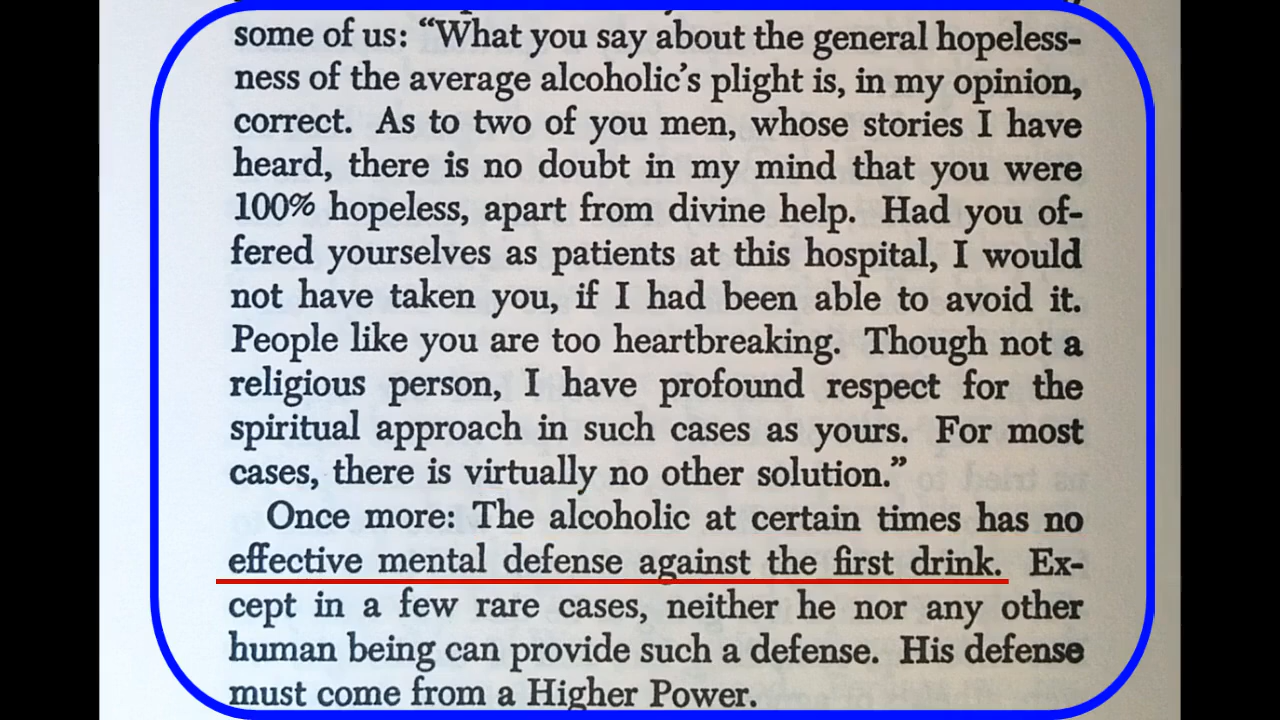 some of us: “What you say about the general hopeless-
ness of the average alcoholic’s plight is, in my opinion,
correct. As to two of you men, whose stories I have
heard, there is no doubt in my mind that you were
100% hopeless, apart from divine help. Had you of-
fered yourselves as patients at this hospital, I would
not have taken you, if I had been able to avoid it.
People like you are too heartbreaking. Though not a
religious person, I have profound respect for the
spiritual approach in such cases as yours. For most
cases, there is virtually no other solution.”
Once more: The alcoholic at certain times has no
effective mental defense against the first drink. Ex-
cept in a few rare cases, neither he nor any other
human being can provide such a defense. His defense
must come from a Higher Power.